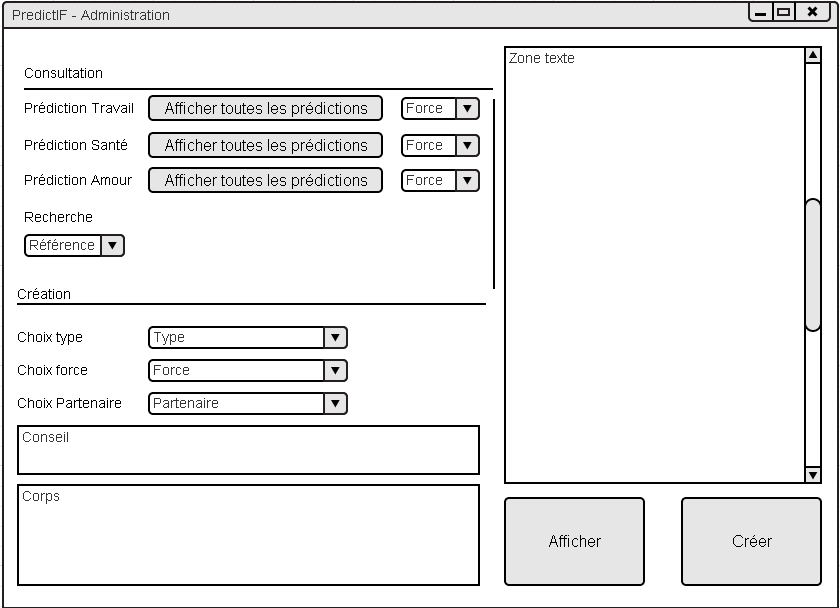 PredictIF - Administration
Consultation
Prédiction Travail Afficher toutes les prédictions Force
Prédiction Santé Afficher toutes les prédictions Force
Prédiction Amour Afficher toutes les prédictions Force
Recherche
Référence
Création
Choix type Type
Choix force Force
Choix Partenaire Partenaire
Conseil
Corps
Zone texte
Afficher Créer